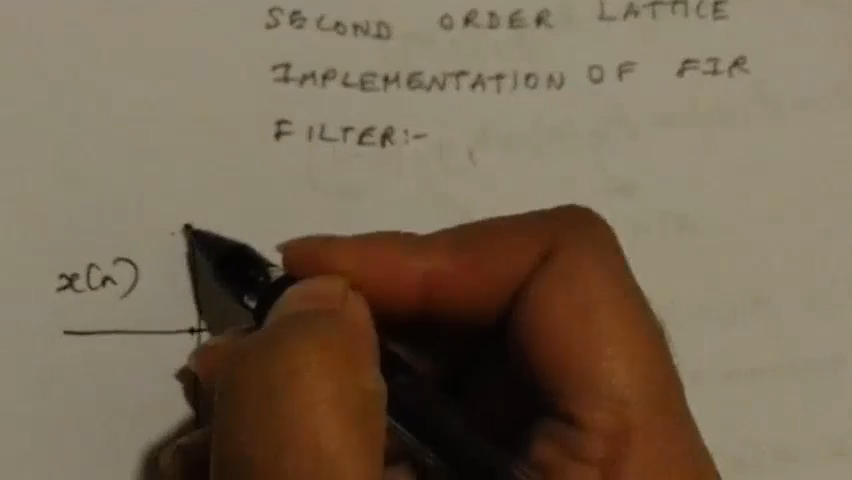 SECOND ORDER LATTICE
IMPLEMENTATION OF FIR
FILTER:-
x(n)